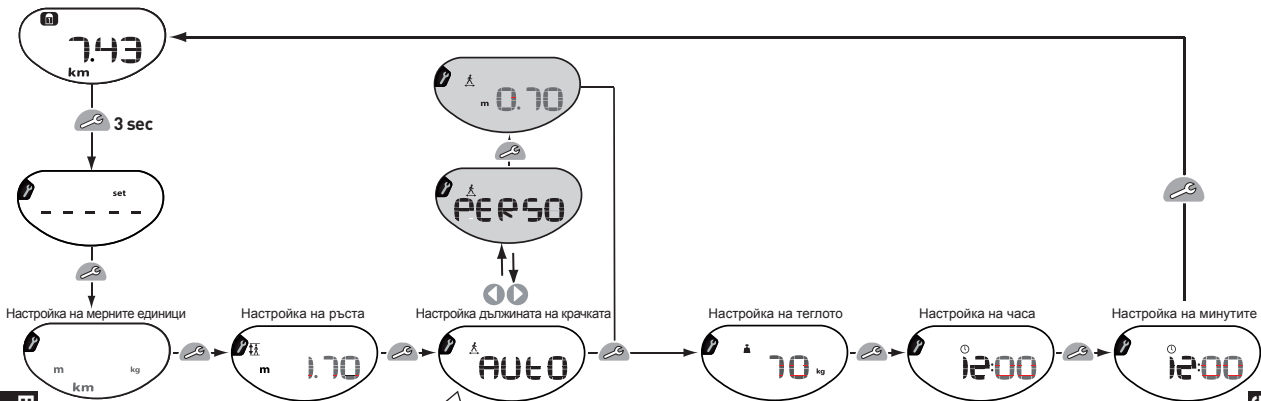 7.43
km
3 sec
m 0.70
set
- - - - -
PERSO
Настройка на мерните единици
Настройка на ръста
Настройка дължината на крачката
Настройка на теглото
Настройка на часа
Настройка на минутите
m kg
km
m 1.70
AUtO
70 kg
12:00
12:00